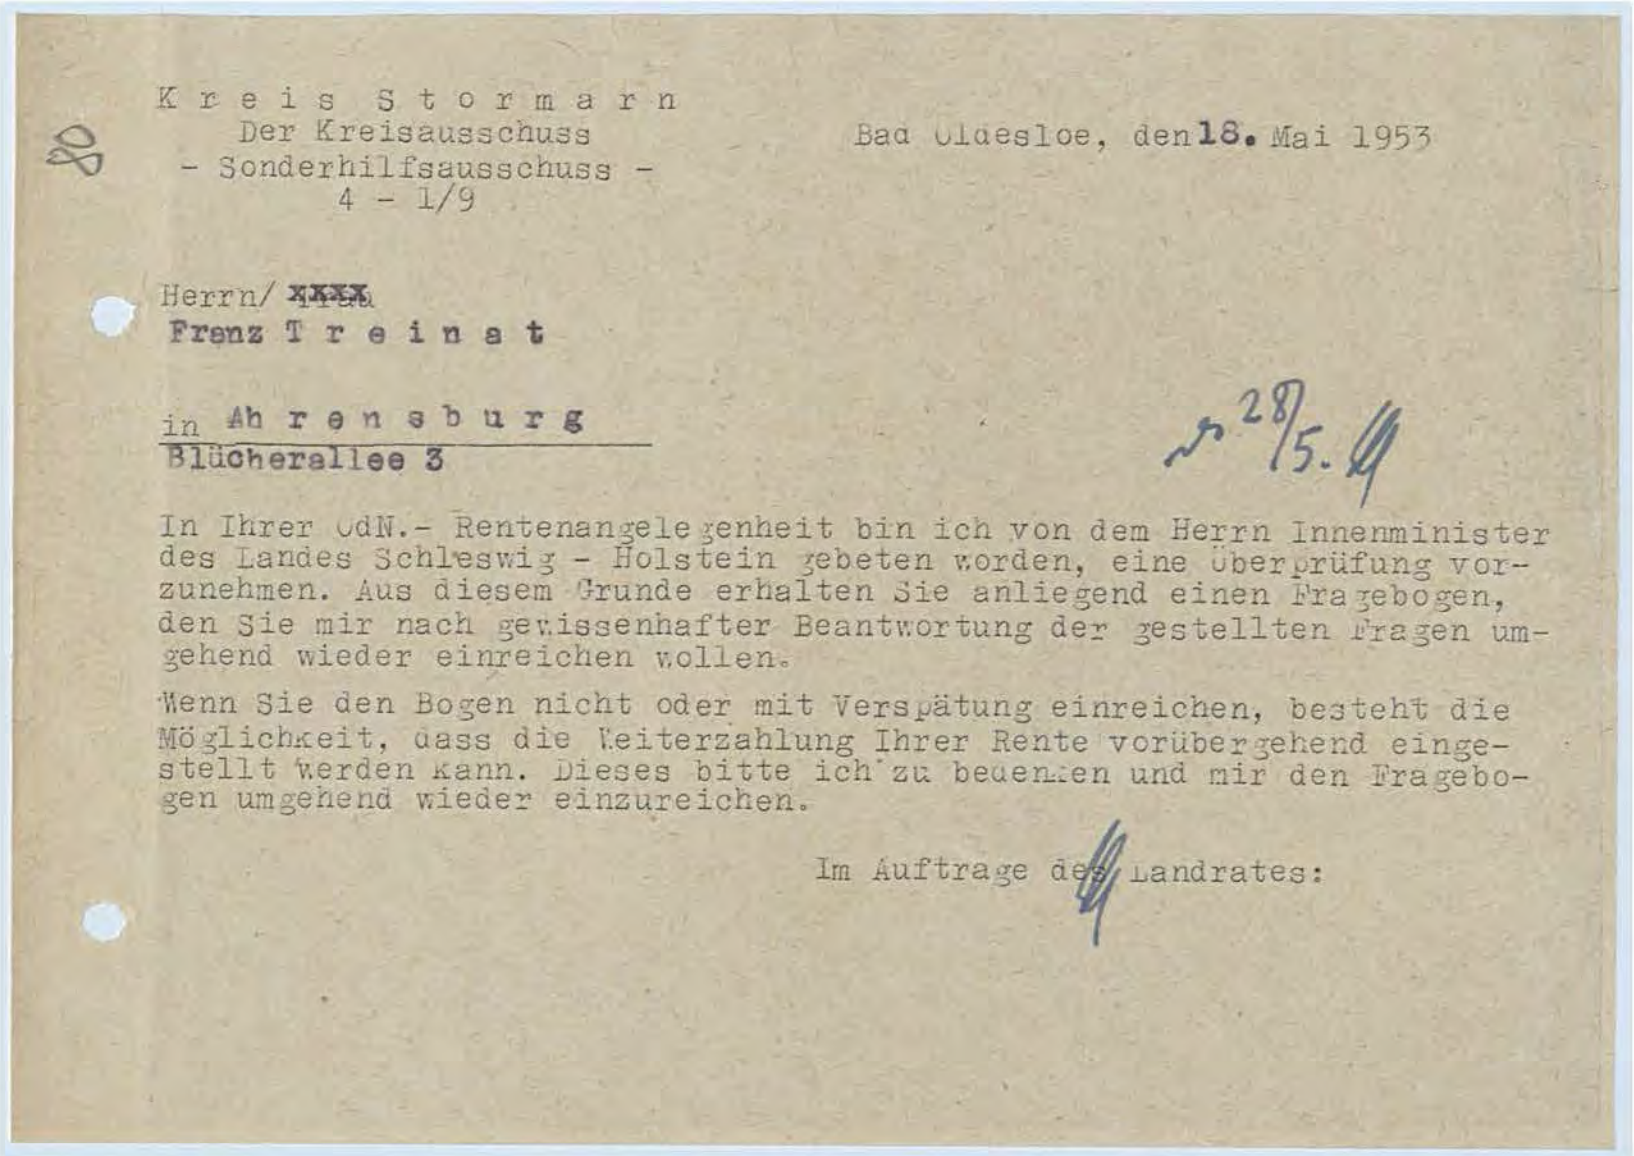 K r e i s  S t o r m a r n
Der Kreisausschuss
- Sonderhilfsausschuss -
4 - 1/9
Bad Oldesloe, den 18. Mai 1953
Herrn/ Frau
Franz T r e i n a t
in A h r e n s b u r g
Blücherallee 3
28/5.
In Ihrer OdN.- Rentenangelegenheit bin ich von dem Herrn Innenminister
des Landes Schleswig - Holstein gebeten worden, eine Überprüfung vor-
zunehmen. Aus diesem Grunde erhalten Sie anliegend einen Fragebogen,
den Sie mir nach gewissenhafter Beantwortung der gestellten Fragen um-
gehend wieder einreichen wollen.
Wenn Sie den Bogen nicht oder mit Verspätung einreichen, besteht die
Möglichkeit, dass die Weiterzahlung Ihrer Rente vorübergehend einge-
stellt werden kann. Dieses bitte ich zu bedenken und mir den Fragebo-
gen umgehend wieder einzureichen.
Im Auftrage des Landrates: